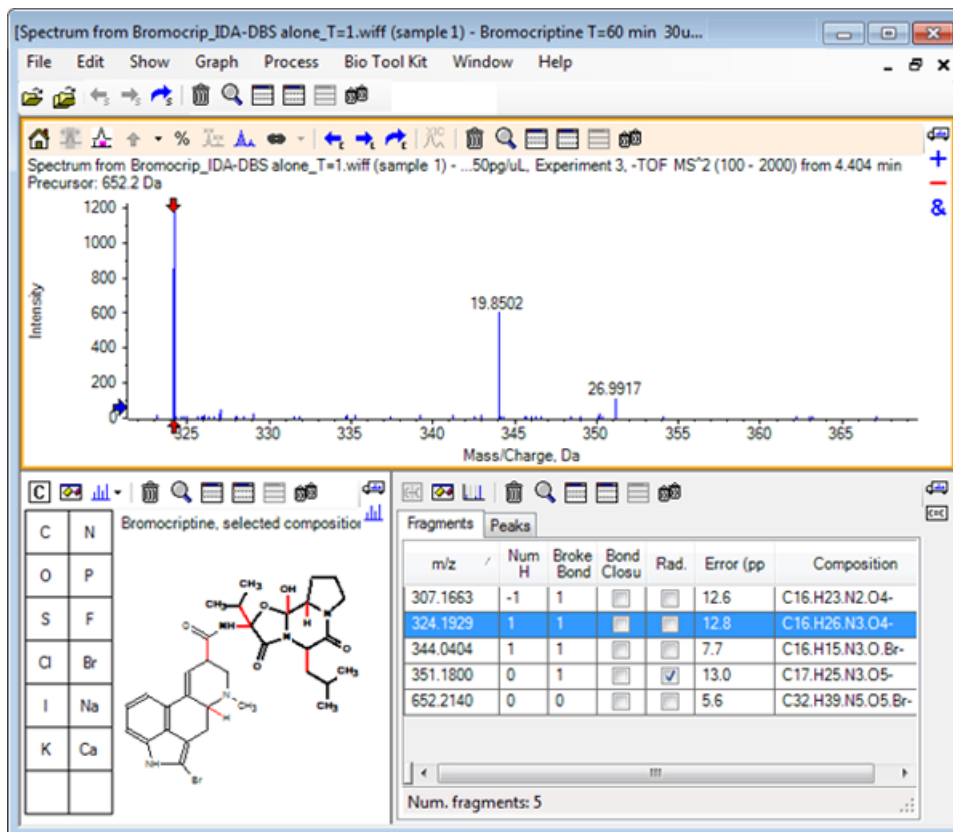 [Spectrum from Bromocrip_IDA-DBS alone_T=1.wiff (sample 1) - Bromocriptine T=60 min 30u...
File Edit Show Graph Process Bio Tool Kit Window Help
Spectrum from Bromocrip_IDA-DBS alone_T=1.wiff (sample 1) - ...50pg/uL, Experiment 3, -TOF MS^2 (100 - 2000) from 4.404 min
Precursor: 652.2 Da
1200
1000
800
600
400
200
0
Intensity
19.8502
26.9917
325 330 335 340 345 350 355 360 365
Mass/Charge, Da
C N
O P
S F
Cl Br
I Na
K Ca
Bromocriptine, selected composition
CH3
CH3
OH
O
N
O
NH
H
N
O
O
CH3
CH3
N
CH3
H
NH
Br
Fragments Peaks
m/z Num H Broke Bond Bond Closu Rad. Error (pp Composition
307.1663 -1 1 12.6 C16.H23.N2.O4-
324.1929 1 1 12.8 C16.H26.N3.O4-
344.0404 1 1 7.7 C16.H15.N3.O.Br-
351.1800 0 1 13.0 C17.H25.N3.O5-
652.2140 0 0 5.6 C32.H39.N5.O5.Br-
Num. fragments: 5